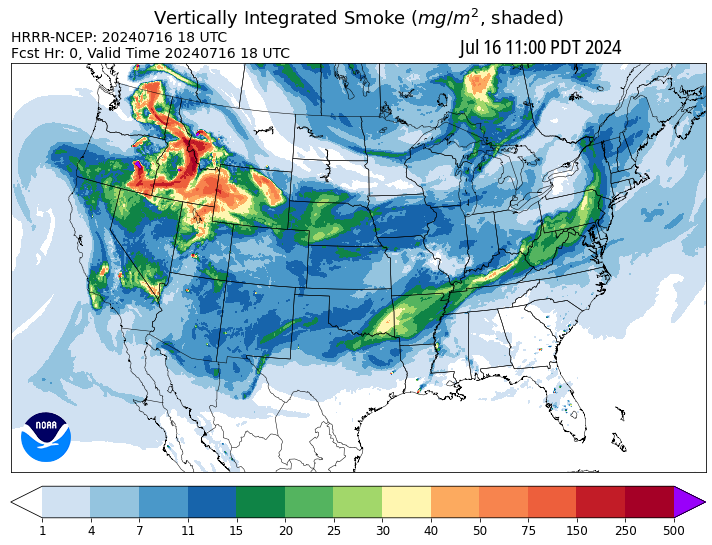 Vertically Integrated Smoke (mg/m², shaded)
HRRR-NCEP: 20240716 18 UTC
Fcst Hr: 0, Valid Time 20240716 18 UTC
Jul 16 11:00 PDT 2024
NOAA
1 4 7 11 15 20 25 30 40 50 75 150 250 500